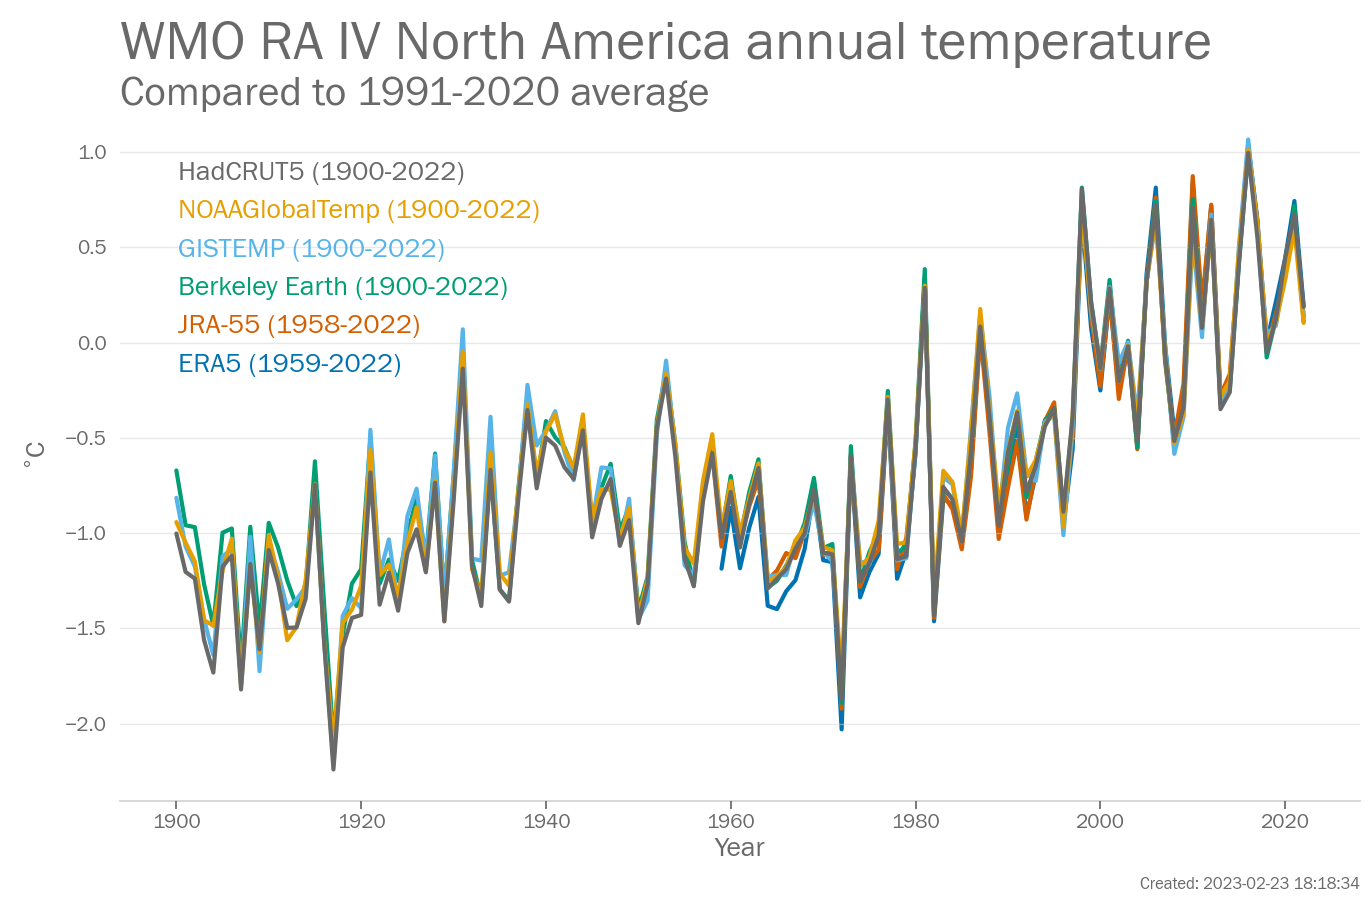 WMO RA IV North America annual temperature
Compared to 1991-2020 average
HadCRUT5 (1900-2022)
NOAAGlobalTemp (1900-2022)
GISTEMP (1900-2022)
Berkeley Earth (1900-2022)
JRA-55 (1958-2022)
ERA5 (1959-2022)
°C
1.0
0.5
0.0
−0.5
−1.0
−1.5
−2.0
1900 1920 1940 1960 1980 2000 2020
Year
Created: 2023-02-23 18:18:34